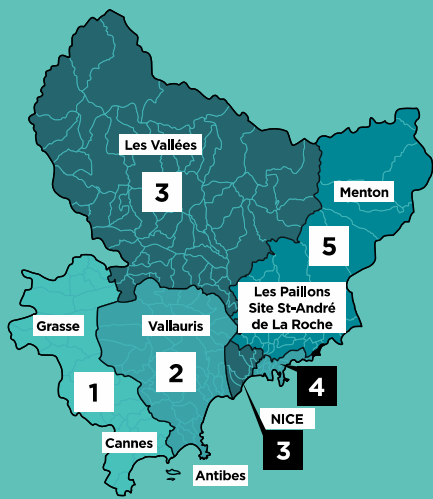 Les Vallées
3
Menton
5
Les Paillons
Site St-André
de La Roche
Grasse
Vallauris
2
1
4
NICE
3
Cannes
Antibes